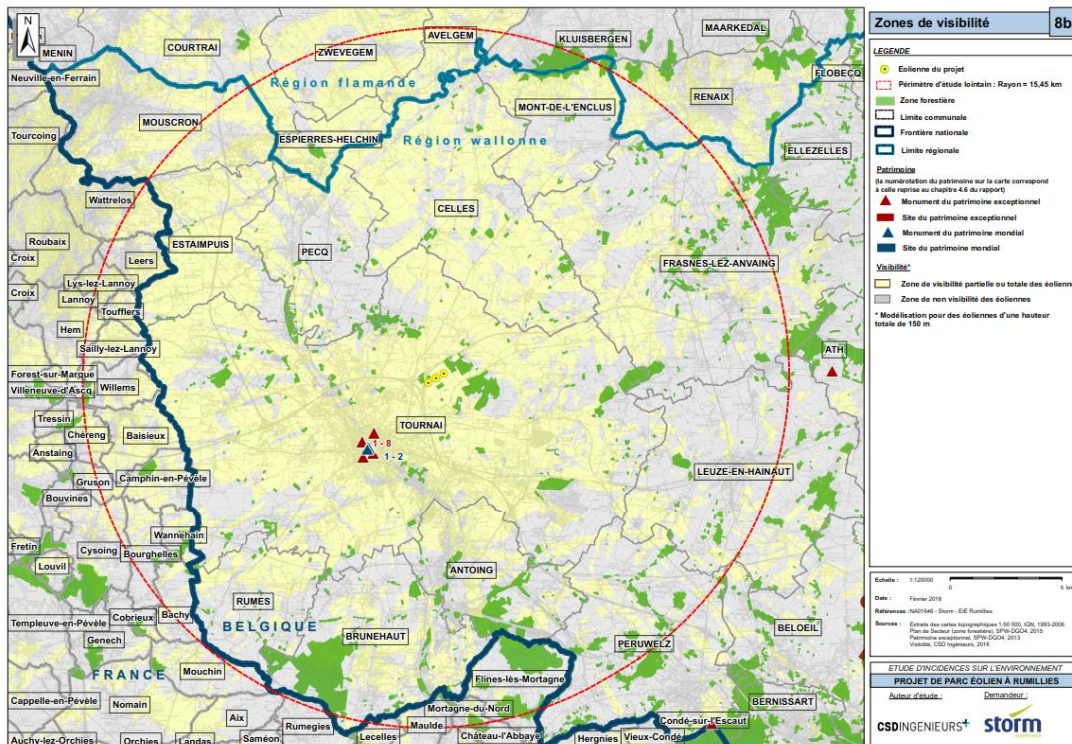 N
MENIN
COURTRAI
ZWEVEGEM
AVELGEM
KLUISBERGEN
MAARKEDAL
Neuville-en-Ferrain
Région flamande
FLOBECQ
RENAIX
MONT-DE-L'ENCLUS
MOUSCRON
Tourcoing
ESPIERRES-HELCHIN
Région wallonne
ELLEZELLES
Wattrelos
CELLES
Roubaix
ESTAIMPUIS
PECQ
Croix
Leers
FRASNES-LEZ-ANVAING
Lys-lez-Lannoy
Croix
Lannoy
Toufflers
Hem
Sailly-lez-Lannoy
ATH
Forest-sur-Marque
Villeneuve-d'Ascq
Willems
Tressin
TOURNAI
Chéreng
Baisieux
1 - 8
Anstaing
1 - 2
LEUZE-EN-HAINAUT
Gruson
Camphin-en-Pévèle
Bouvines
Wannehain
Fretin
Cysoing
Bourghelles
Louvil
ANTOING
RUMES
Templeuve-en-Pévèle
Cobrieux
Bachy
BELGIQUE
BELOEIL
Genech
BRUNEHAUT
PERUWELZ
FRANCE
Mouchin
Flines-lès-Mortagne
Cappelle-en-Pévèle
Nomain
Mortagne-du-Nord
BERNISSART
Aix
Rumegies
Maulde
Condé-sur-l'Escaut
Auchy-lez-Orchies
Orchies
Landas
Saméon
Lecelles
Château-l'Abbaye
Hergnies
Vieux-Condé
Zones de visibilité
8b
LEGENDE
Eolienne du projet
Périmètre d'étude lointain : Rayon = 15,45 km
Zone forestière
Limite communale
Frontière nationale
Limite régionale
Patrimoine
(la numérotation du patrimoine sur la carte correspond
à celle reprise au chapitre 4.6 du rapport)
Monument du patrimoine exceptionnel
Site du patrimoine exceptionnel
Monument du patrimoine mondial
Site du patrimoine mondial
Visibilité*
Zone de visibilité partielle ou totale des éolienne
Zone de non visibilité des éoliennes
* Modélisation pour des éoliennes d'une hauteur
totale de 150 m
Echelle : 1:120000
0 5 km
Date : Février 2016
Références : NA01646 - Storm - EIE Rumillies
Sources : Extraits des cartes topographiques 1:50 000, IGN, 1993-2006
Plan de Secteur (zone forestière), SPW-DGO4, 2015
Patrimoine exceptionnel, SPW-DGO4, 2013
Visibilité, CSD Ingénieurs, 2016
ETUDE D'INCIDENCES SUR L'ENVIRONNEMENT
PROJET DE PARC ÉOLIEN À RUMILLIES
Auteur d'étude : Demandeur :
CSDINGENIEURS+
storm